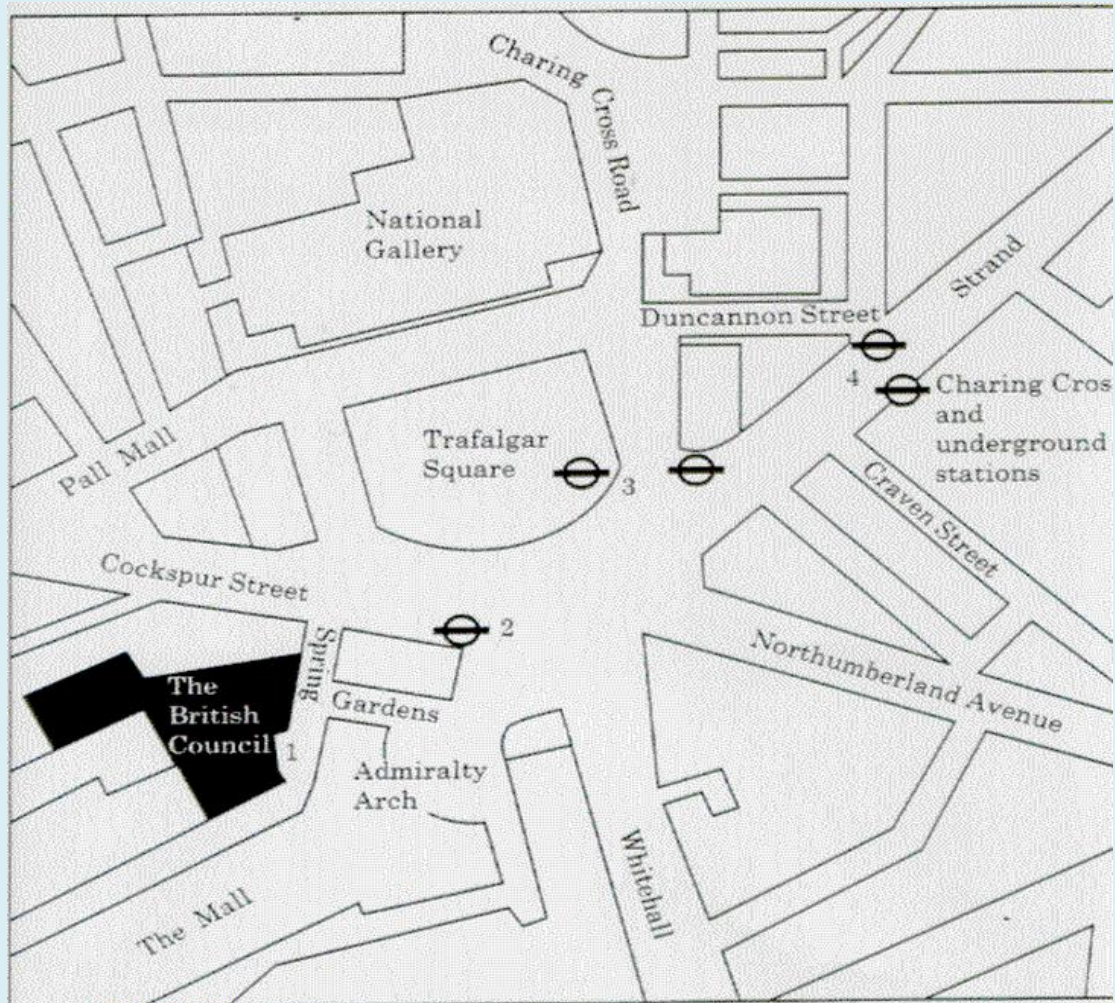 Charing Cross Road
National
Gallery
Strand
Duncannon Street
4
Charing Cros
and
underground
stations
Trafalgar
Square
3
Pall Mall
Craven Street
Cockspur Street
2
Spring
Gardens
Northumberland Avenue
The
British
Council
1
Admiralty
Arch
Whitehall
The Mall